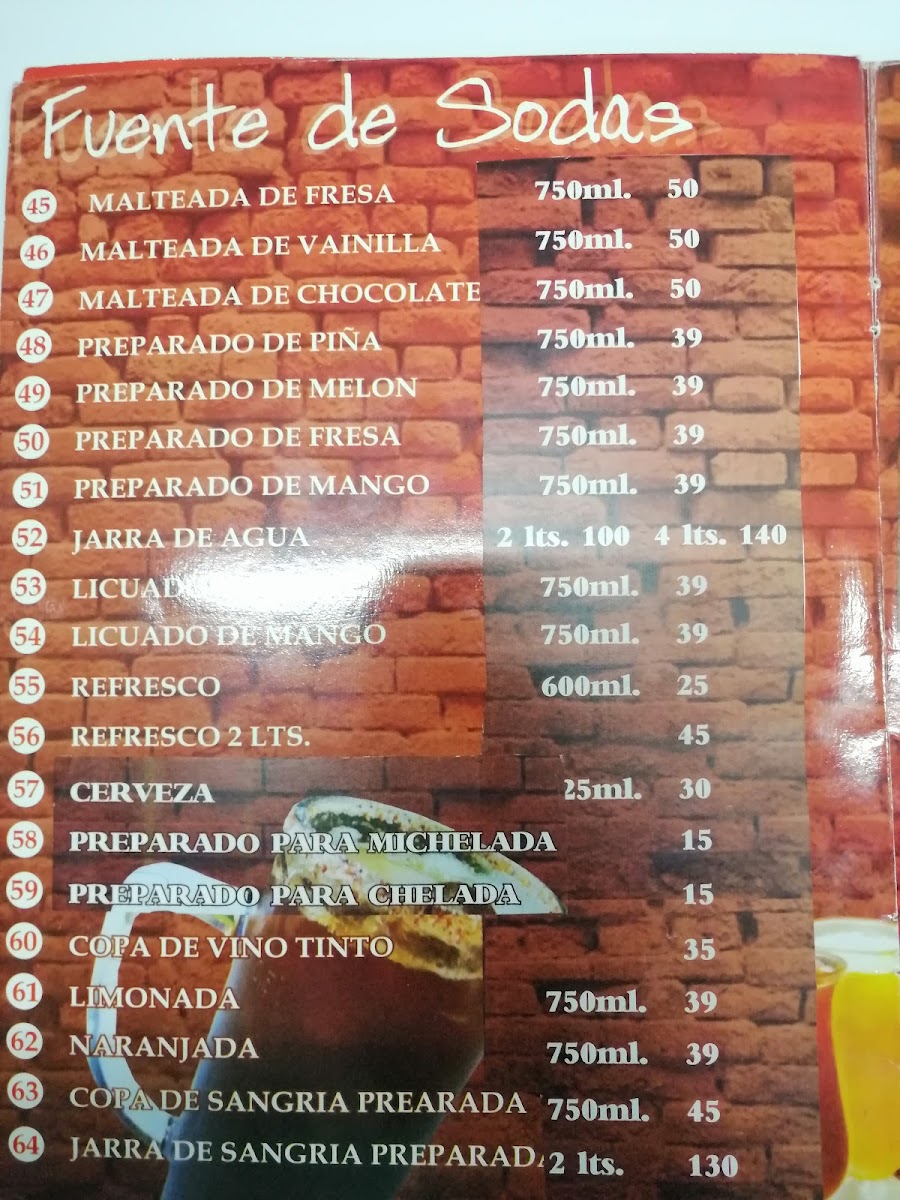 Fuente de Sodas
45 MALTEADA DE FRESA 750ml. 50
46 MALTEADA DE VAINILLA 750ml. 50
47 MALTEADA DE CHOCOLATE 750ml. 50
48 PREPARADO DE PIÑA 750ml. 39
49 PREPARADO DE MELON 750ml. 39
50 PREPARADO DE FRESA 750ml. 39
51 PREPARADO DE MANGO 750ml. 39
52 JARRA DE AGUA 2 lts. 100 4 lts. 140
53 750ml. 39
54 LICUADO DE MANGO 750ml. 39
55 REFRESCO 600ml. 25
56 REFRESCO 2 LTS. 45
57 CERVEZA 25ml. 30
58 PREPARADO PARA MICHELADA 15
59 PREPARADO PARA CHELADA 15
60 COPA DE VINO TINTO 35
61 LIMONADA 750ml. 39
62 NARANJADA 750ml. 39
63 COPA DE SANGRIA PREARADA 750ml. 45
64 JARRA DE SANGRIA PREPARAD 2 lts. 130